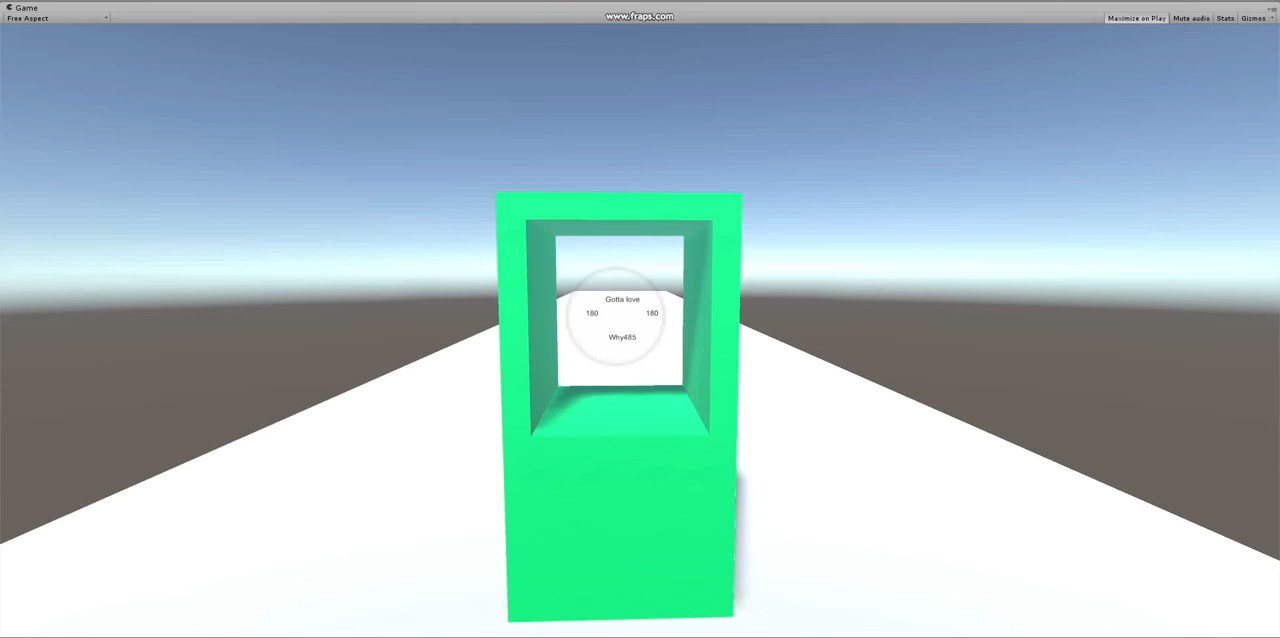 Game
Free Aspect
www.fraps.com
Maximize on Play
Mute audio
Stats
Gizmos
Gotta love
180 180
Why485